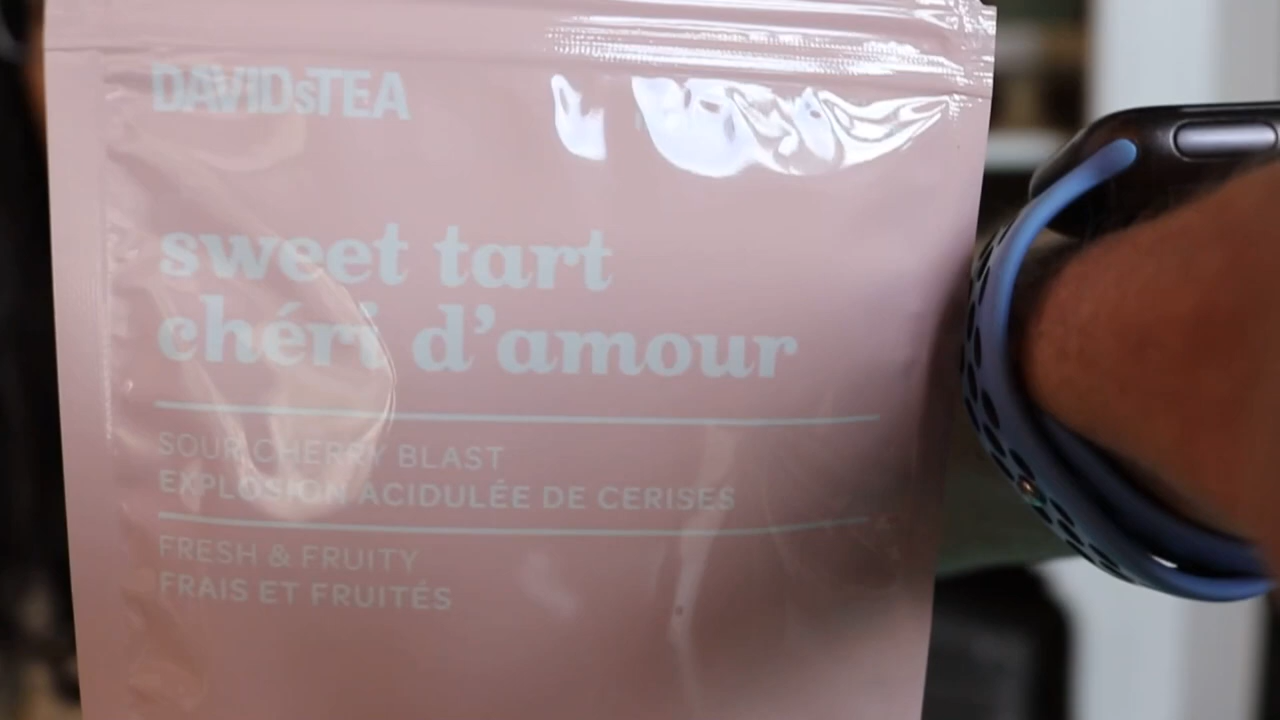 DAVIDsTEA
sweet tart
chéri d'amour
SOUR CHERRY BLAST
EXPLOSION ACIDULÉE DE CERISES
FRESH & FRUITY
FRAIS ET FRUITÉS